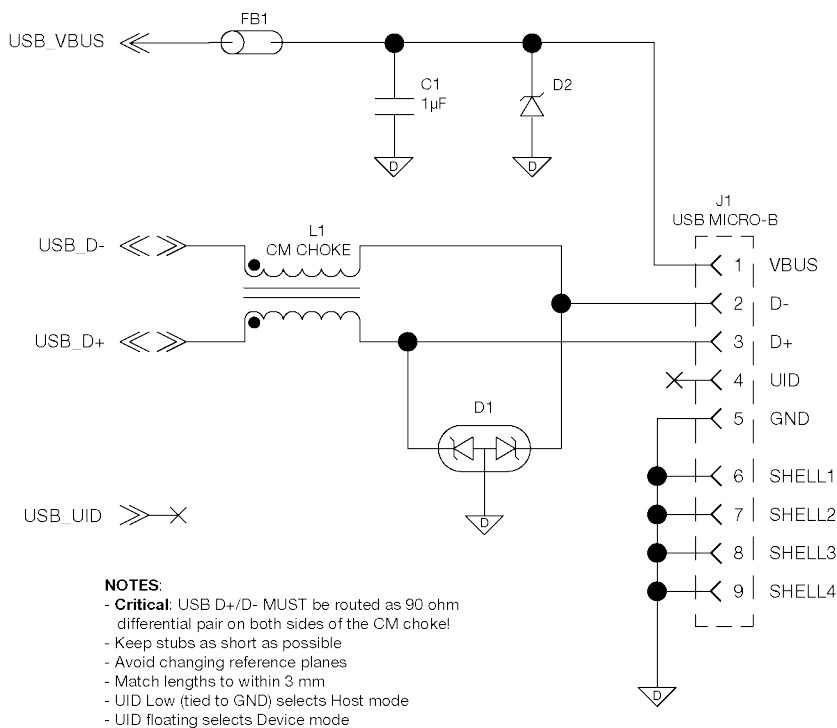 FB1
USB_VBUS
C1
1µF
D2
D
D
J1
USB MICRO-B
L1
CM CHOKE
USB_D-
1 VBUS
2 D-
USB_D+
3 D+
4 UID
D1
5 GND
6 SHELL1
USB_UID
D
7 SHELL2
8 SHELL3
9 SHELL4
NOTES:
- Critical: USB D+/D- MUST be routed as 90 ohm
differential pair on both sides of the CM choke!
- Keep stubs as short as possible
- Avoid changing reference planes
- Match lengths to within 3 mm
- UID Low (tied to GND) selects Host mode
- UID floating selects Device mode
D